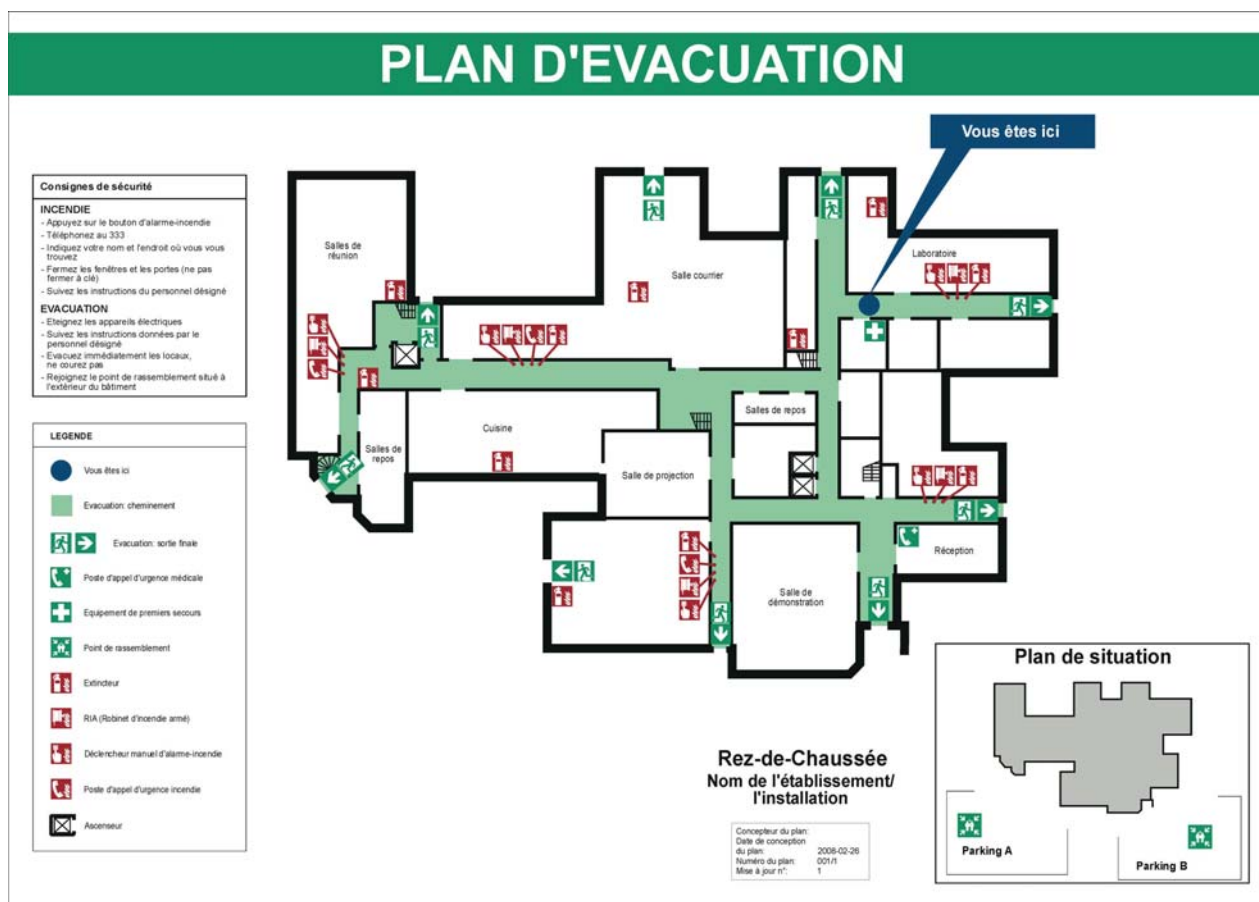 PLAN D'EVACUATION
Vous êtes ici
Consignes de sécurité
INCENDIE
- Appuyez sur le bouton d'alarme-incendie
- Téléphonez au 333
- Indiquez votre nom et l'endroit où vous vous
trouvez
- Fermez les fenêtres et les portes (ne pas
fermer à clé)
- Suivez les instructions du personnel désigné
EVACUATION
- Eteignez les appareils électriques
- Suivez les instructions données par le
personnel désigné
- Evacuez immédiatement les locaux,
ne courez pas
- Rejoignez le point de rassemblement situé à
l'extérieur du bâtiment
LEGENDE
Vous êtes ici
Evacuation: cheminement
Evacuation: sortie finale
Poste d'appel d'urgence médicale
Equipement de premiers secours
Point de rassemblement
Extincteur
RIA (Robinet d'incendie armé)
Déclencheur manuel d'alarme-incendie
Poste d'appel d'urgence incendie
Ascenseur
Salles de
réunion
Salle courrier
Laboratoire
Salles de repos
Cuisine
Salles de
repos
Salle de projection
Réception
Salle de
démonstration
Rez-de-Chaussée
Nom de l'établissement/
l'installation
Concepteur du plan:
Date de conception
du plan: 2008-02-26
Numéro du plan: 001/1
Mise à jour n°: 1
Plan de situation
Parking A
Parking B